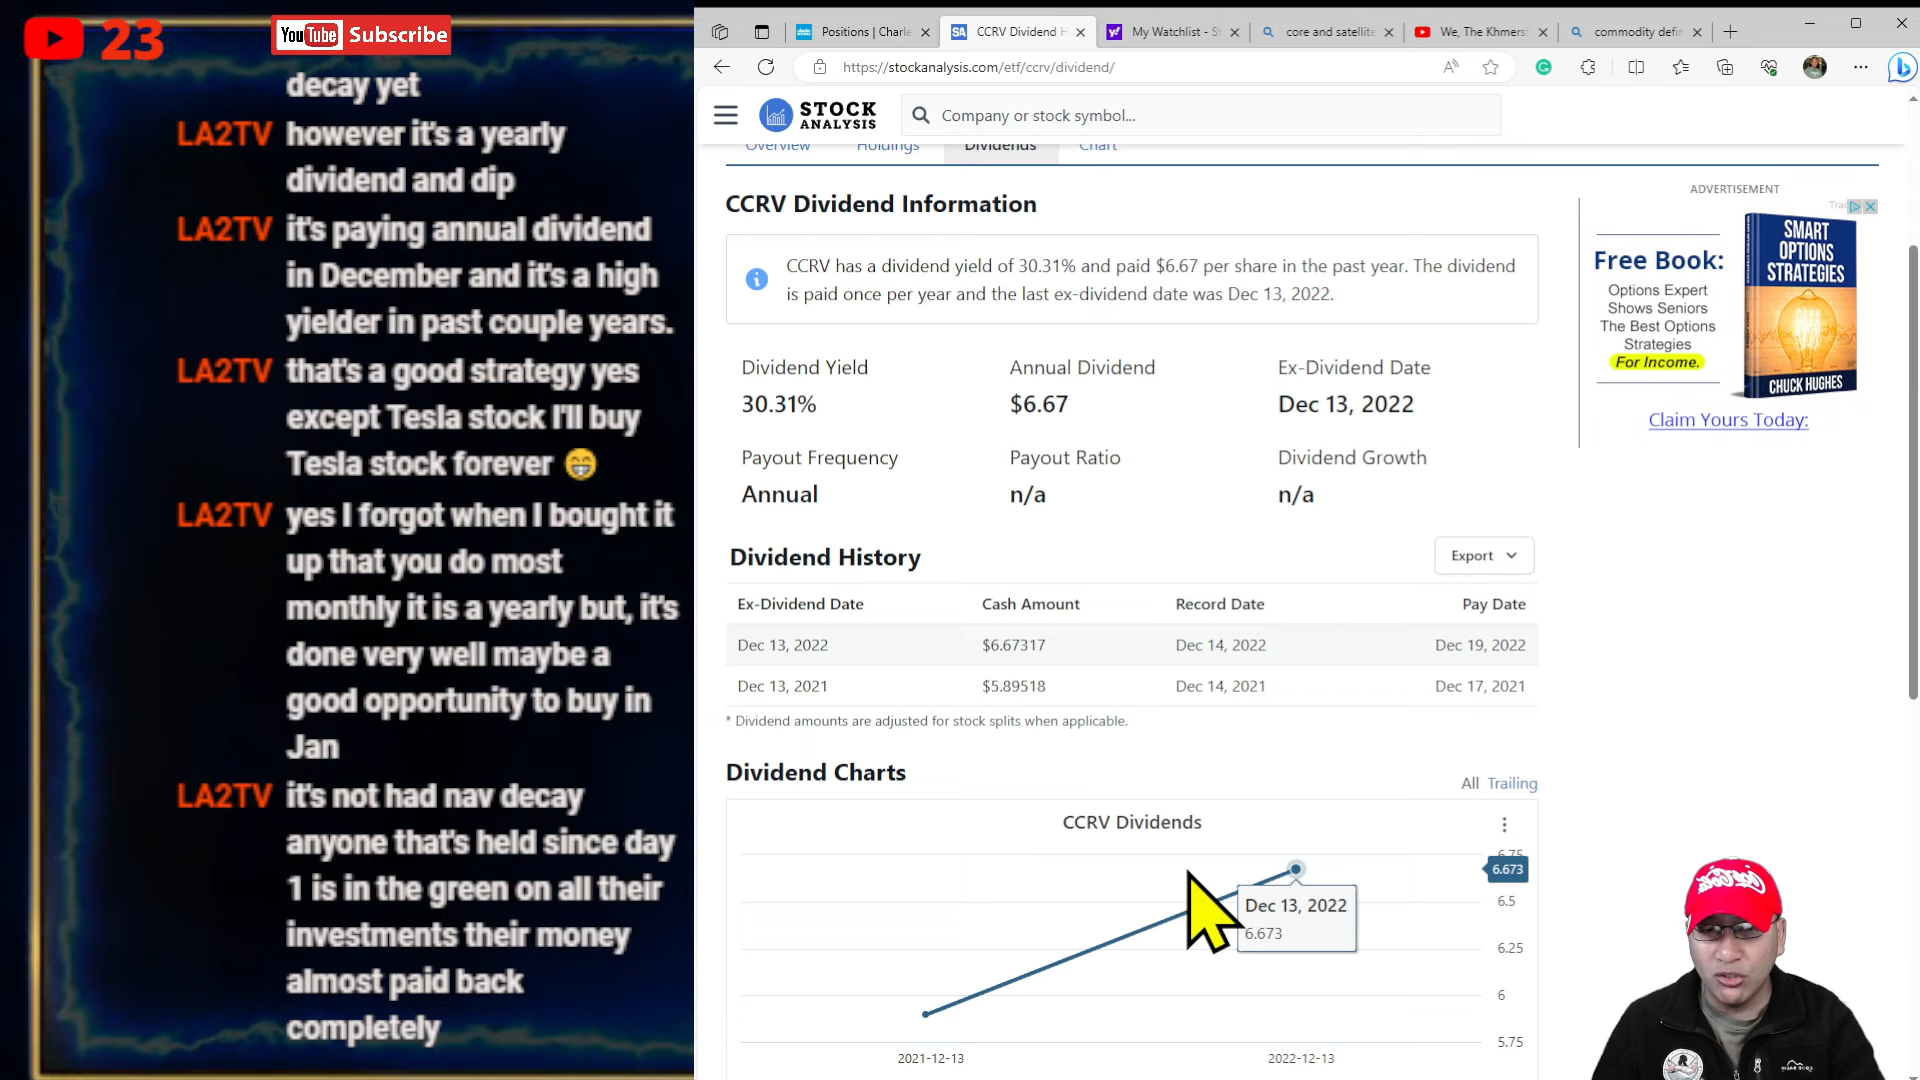 23
YouTube Subscribe
decay yet
LA2TV however it's a yearly
dividend and dip
LA2TV it's paying annual dividend
in December and it's a high
yielder in past couple years.
LA2TV that's a good strategy yes
except Tesla stock I'll buy
Tesla stock forever 😁
LA2TV yes I forgot when I bought it
up that you do most
monthly it is a yearly but, it's
done very well maybe a
good opportunity to buy in
Jan
LA2TV it's not had nav decay
anyone that's held since day
1 is in the green on all their
investments their money
almost paid back
completely
Positions | Charle
SA CCRV Dividend H
y! My Watchlist - St
core and satellite
We, The Khmers
commodity defin
https://stockanalysis.com/etf/ccrv/dividend/
STOCK
ANALYSIS
Company or stock symbol...
Overview Holdings Dividends Chart
CCRV Dividend Information
CCRV has a dividend yield of 30.31% and paid $6.67 per share in the past year. The dividend
is paid once per year and the last ex-dividend date was Dec 13, 2022.
Dividend Yield Annual Dividend Ex-Dividend Date
30.31% $6.67 Dec 13, 2022
Payout Frequency Payout Ratio Dividend Growth
Annual n/a n/a
Dividend History
Export
Ex-Dividend Date Cash Amount Record Date Pay Date
Dec 13, 2022 $6.67317 Dec 14, 2022 Dec 19, 2022
Dec 13, 2021 $5.89518 Dec 14, 2021 Dec 17, 2021
* Dividend amounts are adjusted for stock splits when applicable.
Dividend Charts
All Trailing
CCRV Dividends
6.75
6.673
6.5
Dec 13, 2022
6.673
6.25
6
5.75
2021-12-13 2022-12-13
ADVERTISEMENT
Free Book:
Options Expert
Shows Seniors
The Best Options
Strategies
For Income.
SMART
OPTIONS
STRATEGIES
CHUCK HUGHES
Claim Yours Today:
Coca-Cola